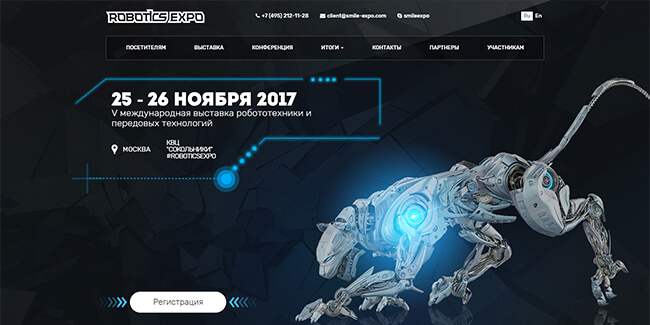 ROBOTICS EXPO
+7 (495) 212-11-28
client@smile-expo.com
smileexpo
Ru En
ПОСЕТИТЕЛЯМ ВЫСТАВКА КОНФЕРЕНЦИЯ ИТОГИ КОНТАКТЫ ПАРТНЕРЫ УЧАСТНИКАМ
25 - 26 НОЯБРЯ 2017
V международная выставка робототехники и
передовых технологий
МОСКВА
КВЦ
"СОКОЛЬНИКИ"
#ROBOTICSEXPO
Регистрация